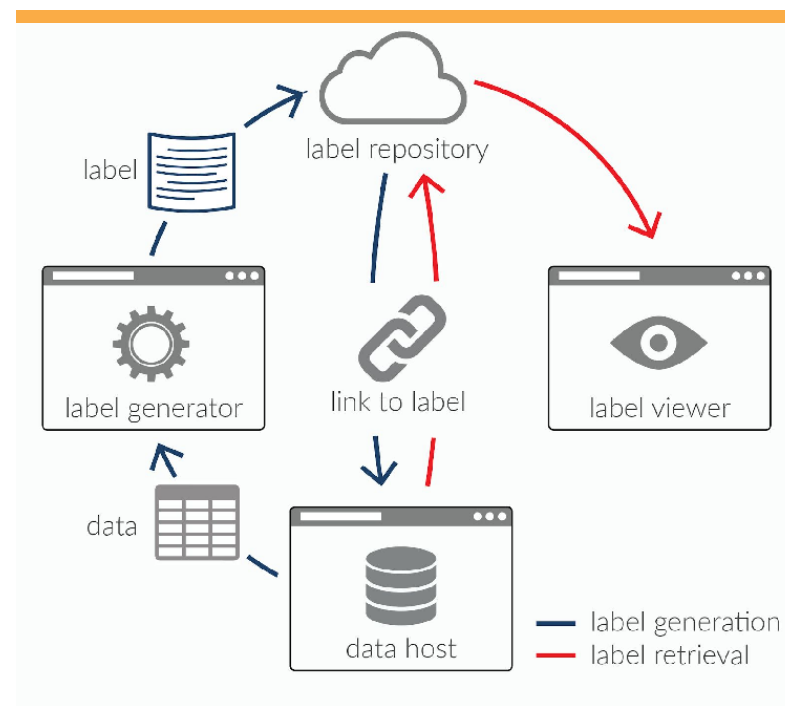 label repository
label
label generator
link to label
label viewer
data
data host
label generation
label retrieval